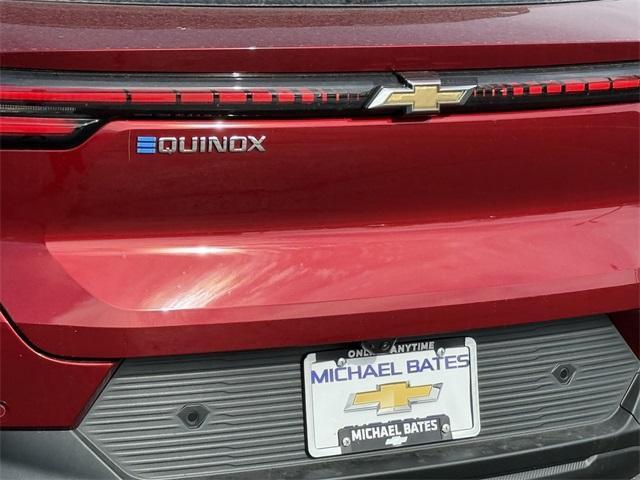 EQUINOX
ONLINE ANYTIME
MICHAEL BATES
MICHAEL BATES